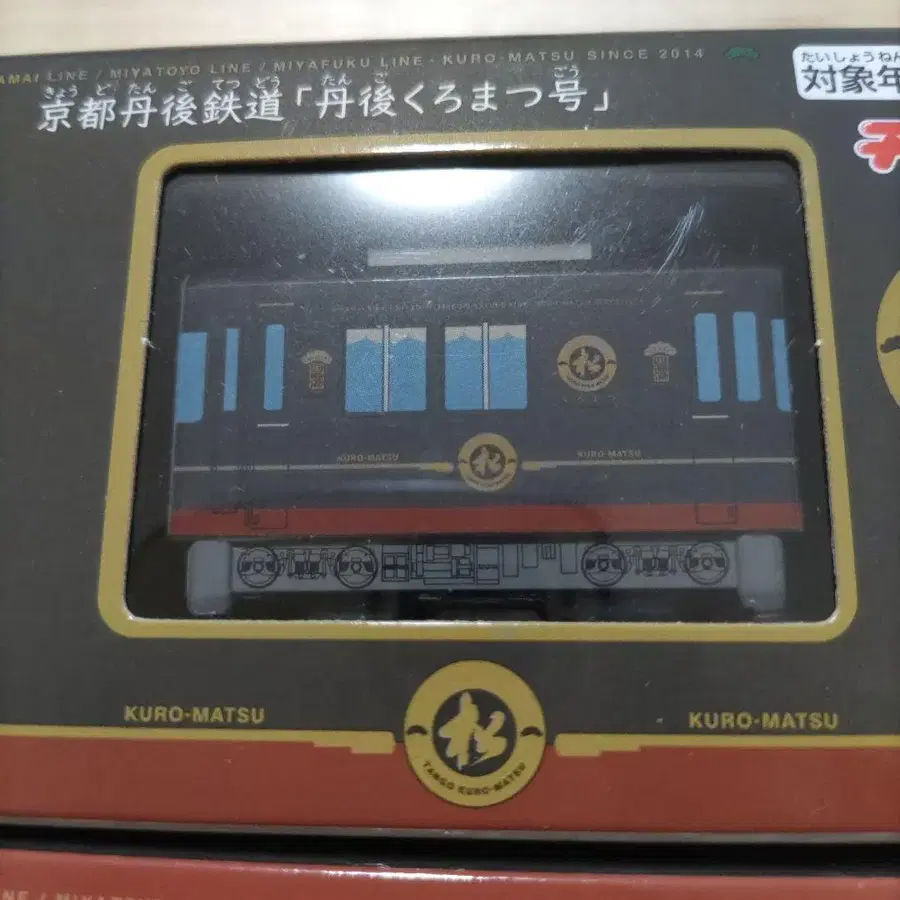 AMAI LINE / MIYATOYO LINE / MIYAFUKU LINE - KURO-MATSU SINCE 2014
きょう と たん ご てつ どう たん ご ごう
京都丹後鉄道「丹後くろまつ号」
たいしょうねん
対象年
松
KURO-MATSU
松
KURO-MATSU
KURO-MATSU
松
TANGO KURO-MATSU
KURO-MATSU